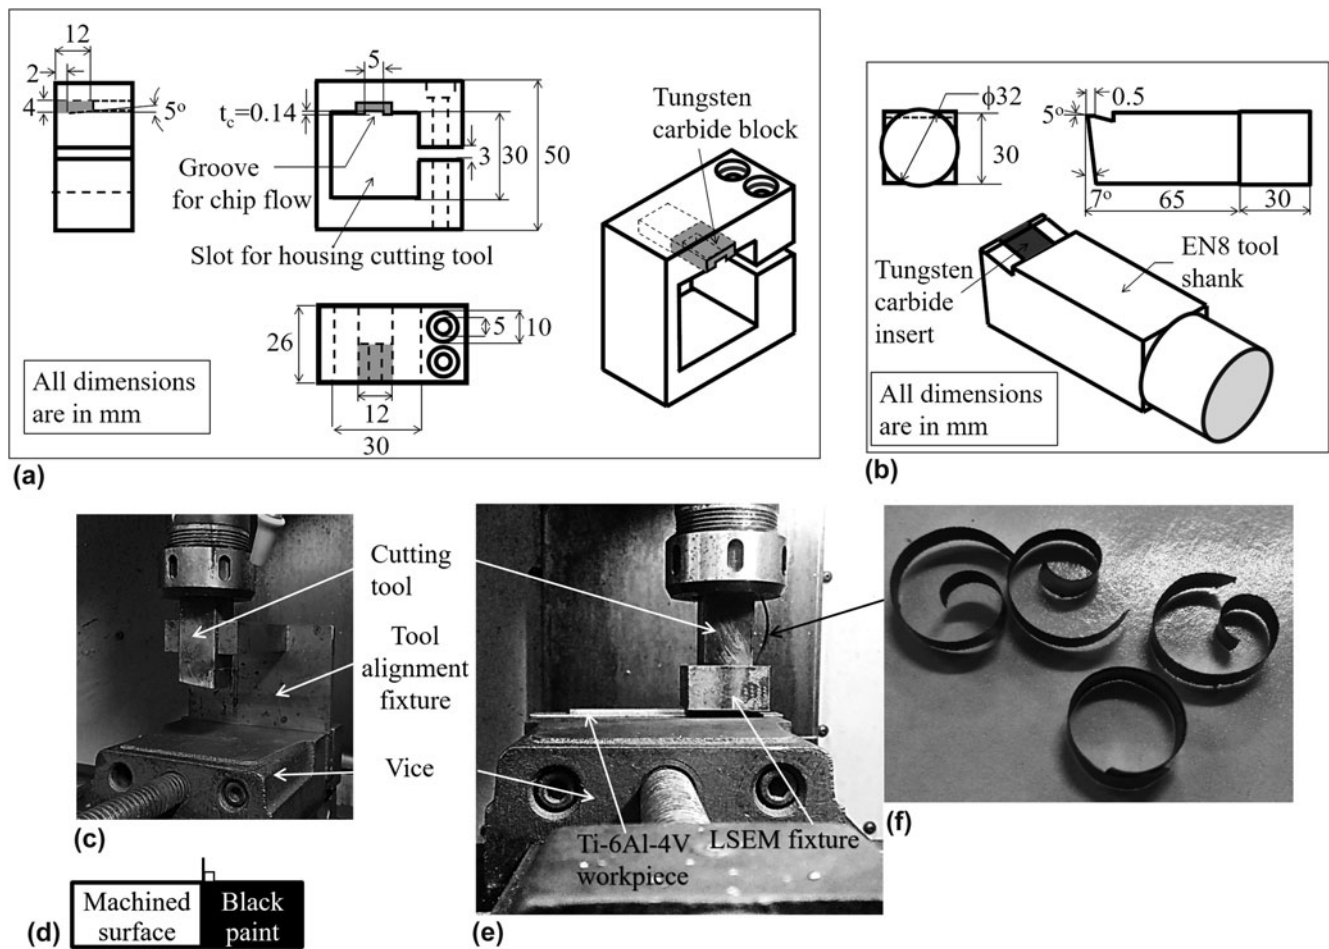 12
2
4
5°
5
t_c=0.14
Groove
for chip flow
3
30
50
Slot for housing cutting tool
Tungsten
carbide block
26
5
10
12
30
All dimensions
are in mm
(a)
ϕ32
30
5°
0.5
7°
65
30
EN8 tool
shank
Tungsten
carbide
insert
All dimensions
are in mm
(b)
Cutting
tool
Tool
alignment
fixture
Vice
(c)
Machined
surface
Black
paint
(d)
Ti-6Al-4V
workpiece
LSEM fixture
(e)
(f)